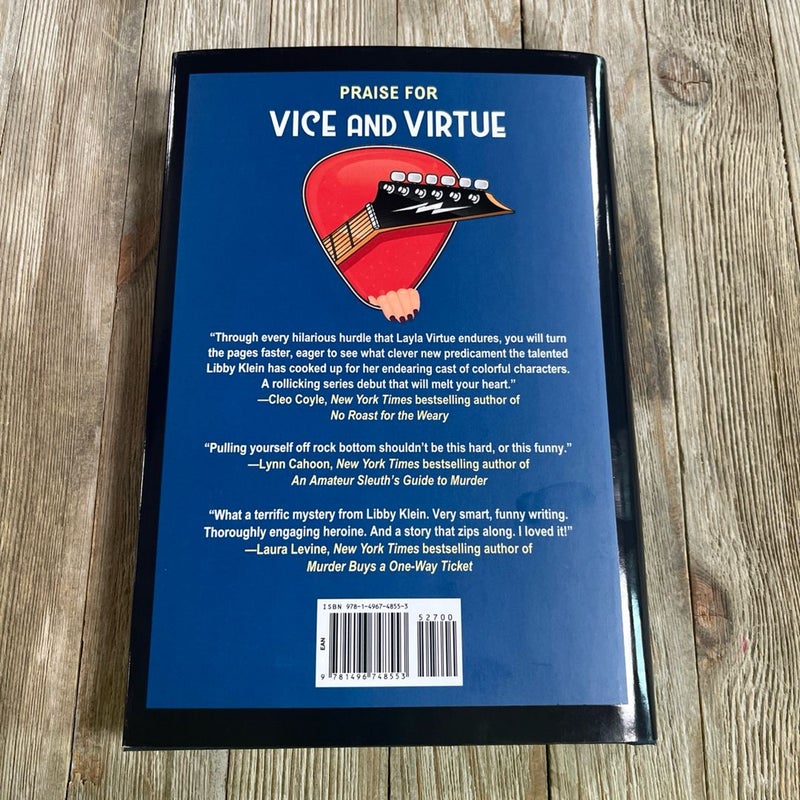 PRAISE FOR
VICE AND VIRTUE
“Through every hilarious hurdle that Layla Virtue endures, you will turn
the pages faster, eager to see what clever new predicament the talented
Libby Klein has cooked up for her endearing cast of colorful characters.
A rollicking series debut that will melt your heart.”
—Cleo Coyle, New York Times bestselling author of
No Roast for the Weary
“Pulling yourself off rock bottom shouldn’t be this hard, or this funny.”
—Lynn Cahoon, New York Times bestselling author of
An Amateur Sleuth’s Guide to Murder
“What a terrific mystery from Libby Klein. Very smart, funny writing.
Thoroughly engaging heroine. And a story that zips along. I loved it!”
—Laura Levine, New York Times bestselling author of
Murder Buys a One-Way Ticket
ISBN 978-1-4967-4855-3
52700
EAN
9 781496 748553